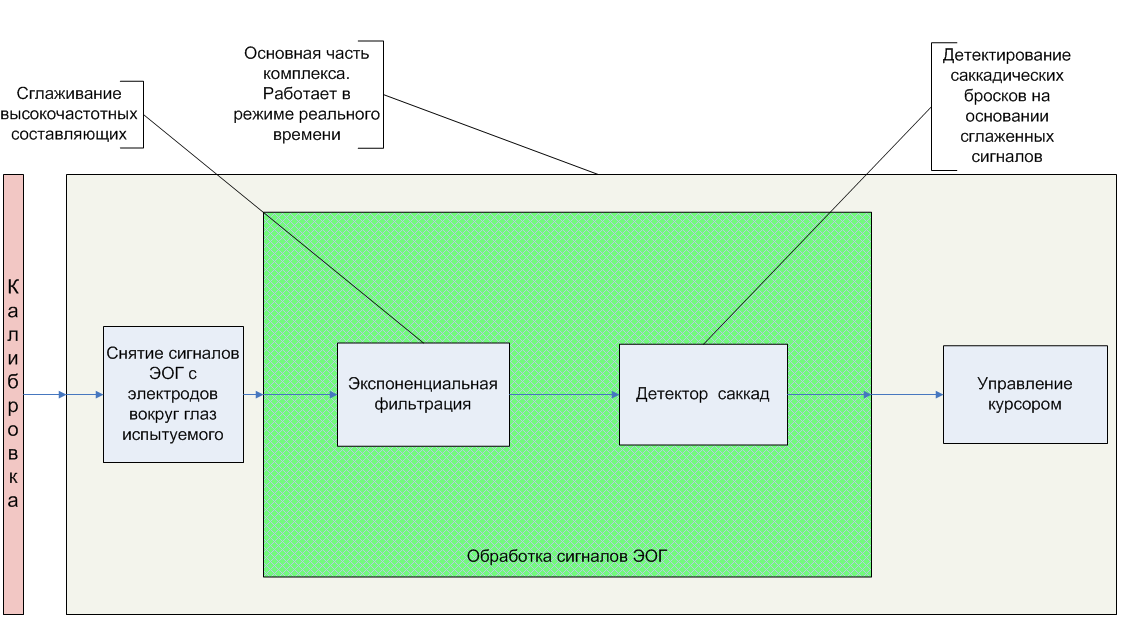 Сглаживание
высокочастотных
составляющих
Основная часть
комплекса.
Работает в
режиме реального
времени
Детектирование
саккадических
бросков на
основании
сглаженных
сигналов
Калибровка
Снятие сигналов
ЭОГ с
электродов
вокруг глаз
испытуемого
Экспоненциальная
фильтрация
Детектор саккад
Управление
курсором
Обработка сигналов ЭОГ